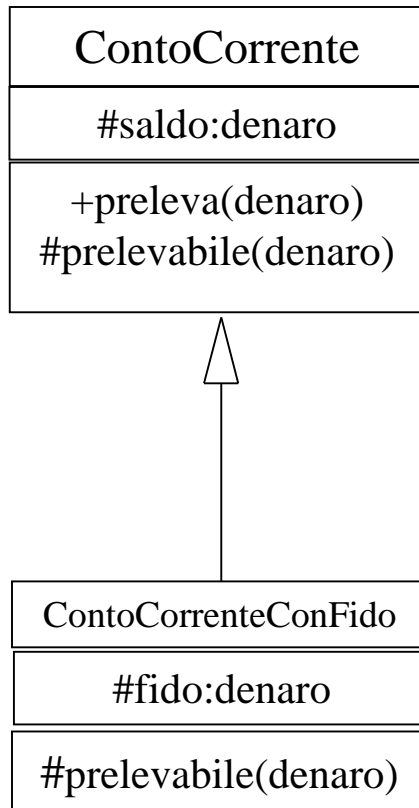 ContoCorrente
#saldo:denaro
+preleva(denaro)
#prelevabile(denaro)
ContoCorrenteConFido
#fido:denaro
#prelevabile(denaro)